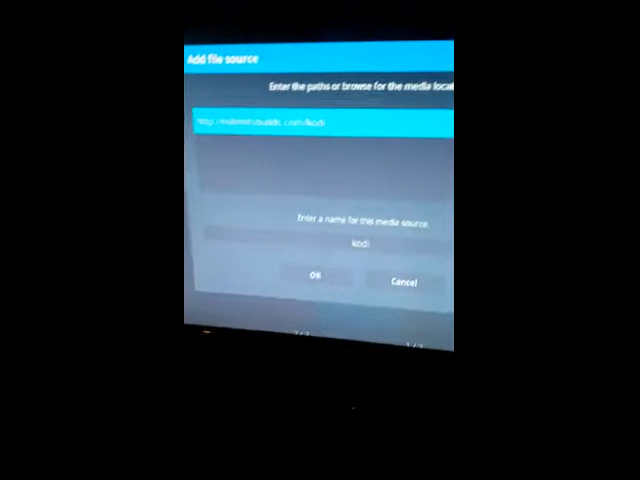 Add file source
Enter the paths or browse for the media locat
Enter a name for this media source.
kodi
OK
Cancel